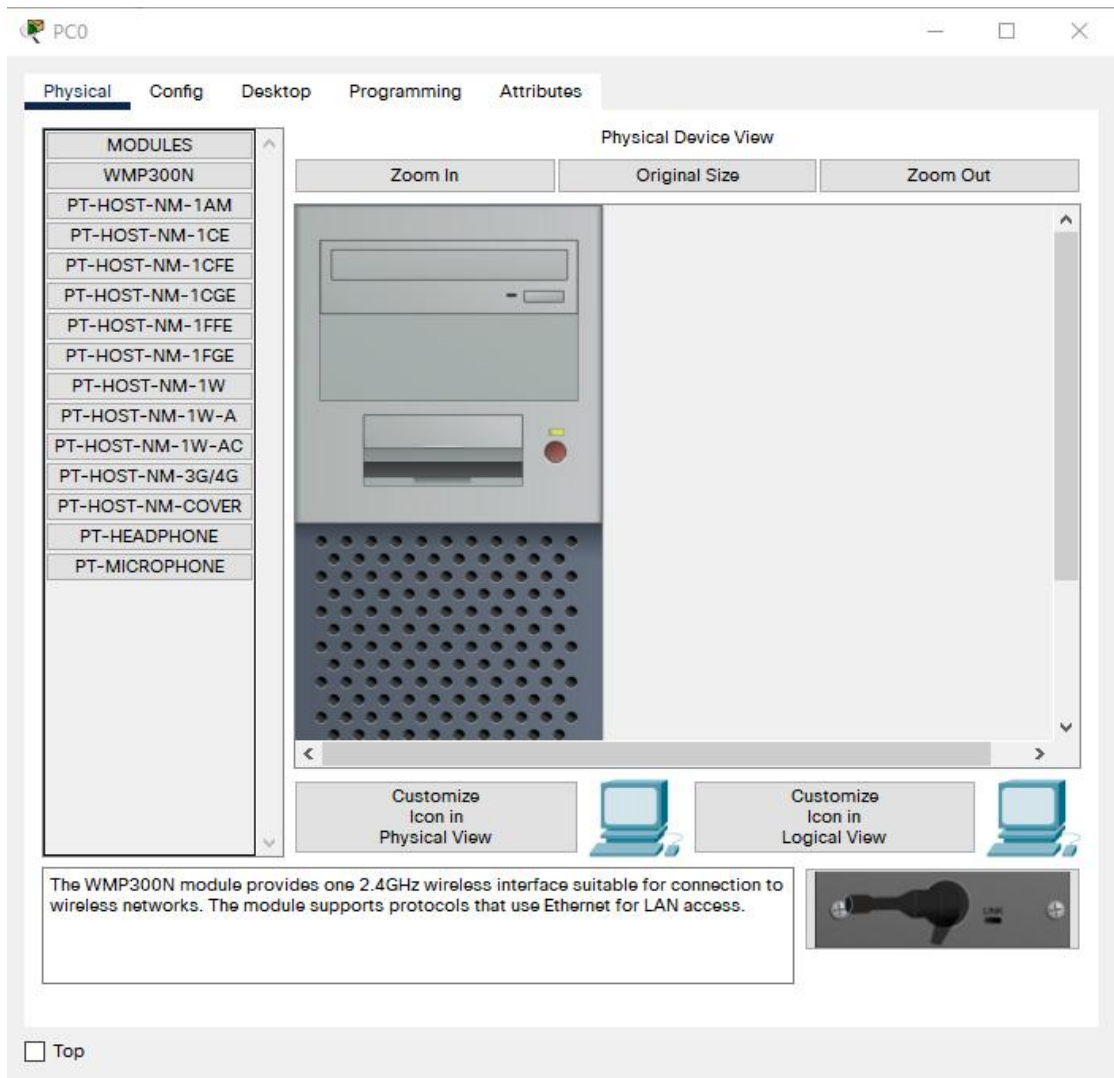 PC0
Physical
Config
Desktop
Programming
Attributes
MODULES
WMP300N
PT-HOST-NM-1AM
PT-HOST-NM-1CE
PT-HOST-NM-1CFE
PT-HOST-NM-1CGE
PT-HOST-NM-1FFE
PT-HOST-NM-1FGE
PT-HOST-NM-1W
PT-HOST-NM-1W-A
PT-HOST-NM-1W-AC
PT-HOST-NM-3G/4G
PT-HOST-NM-COVER
PT-HEADPHONE
PT-MICROPHONE
Physical Device View
Zoom In
Original Size
Zoom Out
Customize
Icon in
Physical View
Customize
Icon in
Logical View
The WMP300N module provides one 2.4GHz wireless interface suitable for connection to
wireless networks. The module supports protocols that use Ethernet for LAN access.
LINK
Top